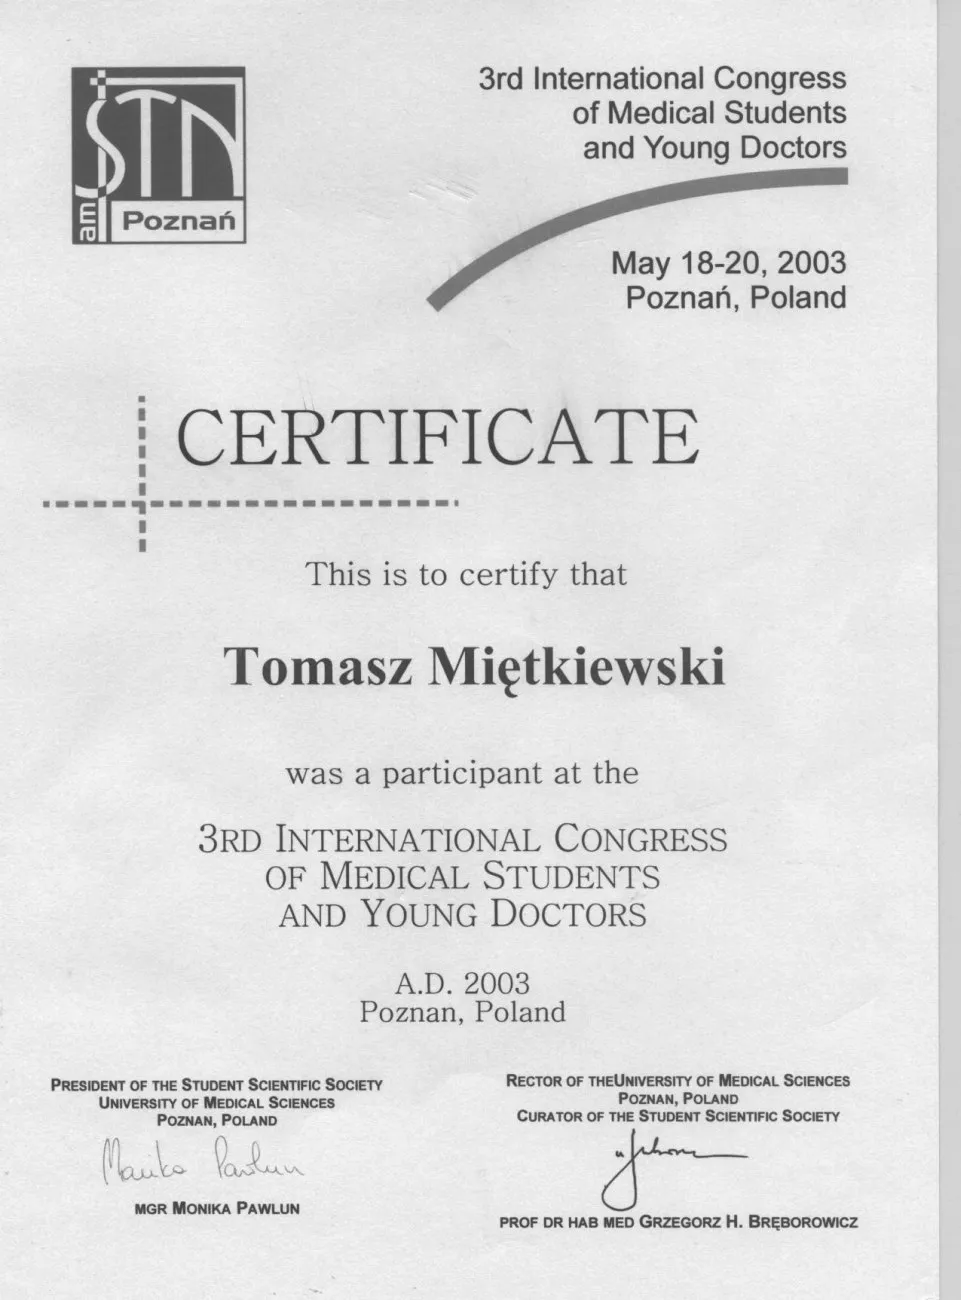 STN
am
Poznań
3rd International Congress
of Medical Students
and Young Doctors
May 18-20, 2003
Poznań, Poland
CERTIFICATE
This is to certify that
Tomasz Miętkiewski
was a participant at the
3RD INTERNATIONAL CONGRESS
OF MEDICAL STUDENTS
AND YOUNG DOCTORS
A.D. 2003
Poznan, Poland
PRESIDENT OF THE STUDENT SCIENTIFIC SOCIETY
UNIVERSITY OF MEDICAL SCIENCES
POZNAN, POLAND
Monika Pawlun
MGR MONIKA PAWLUN
RECTOR OF THEUNIVERSITY OF MEDICAL SCIENCES
POZNAN, POLAND
CURATOR OF THE STUDENT SCIENTIFIC SOCIETY
PROF DR HAB MED GRZEGORZ H. BRĘBOROWICZ